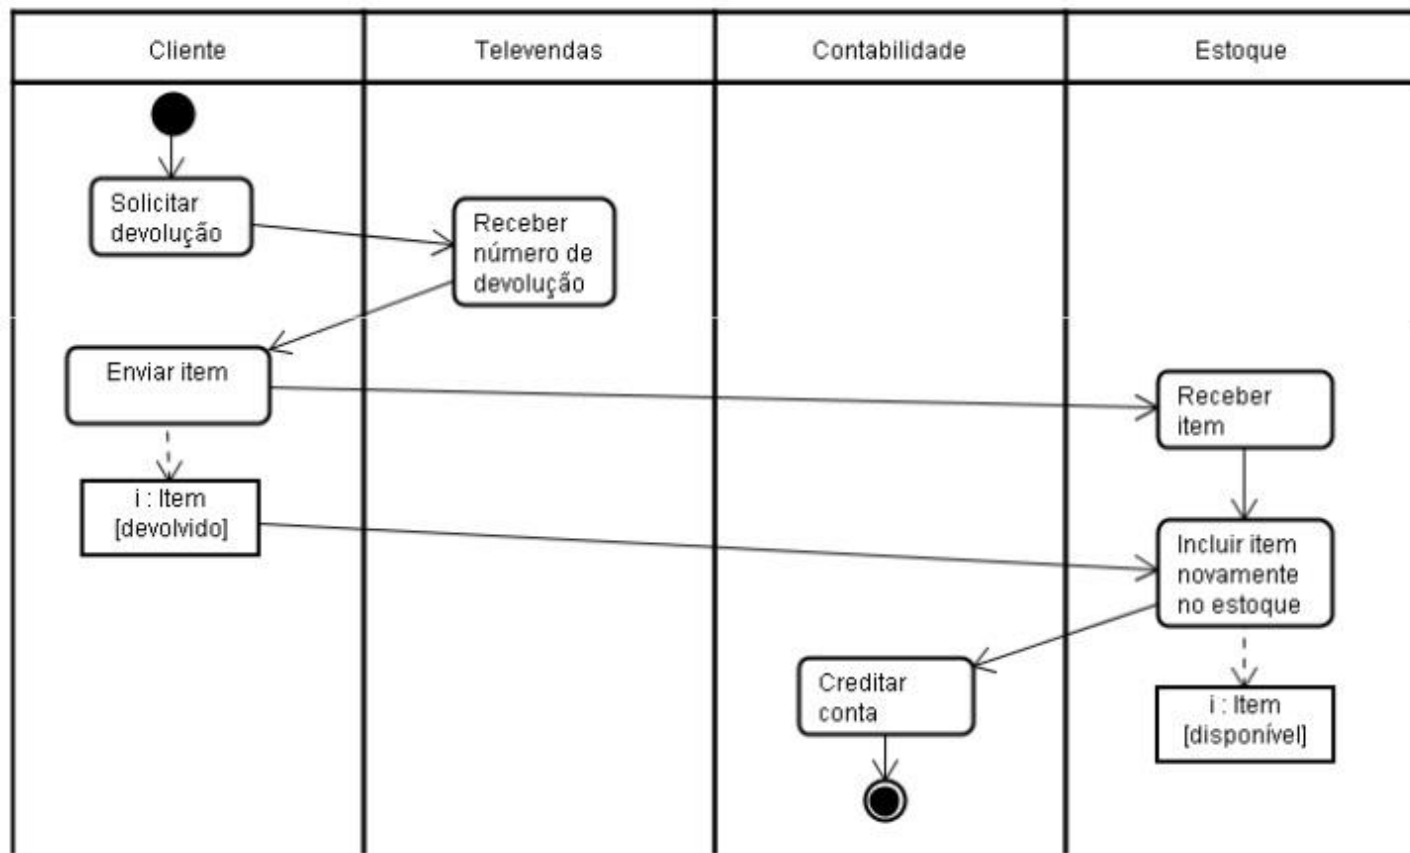 Cliente
Televendas
Contabilidade
Estoque
Solicitar
devolução
Receber
número de
devolução
Enviar item
Receber
item
i : Item
[devolvido]
Incluir item
novamente
no estoque
Creditar
conta
i : Item
[disponível]